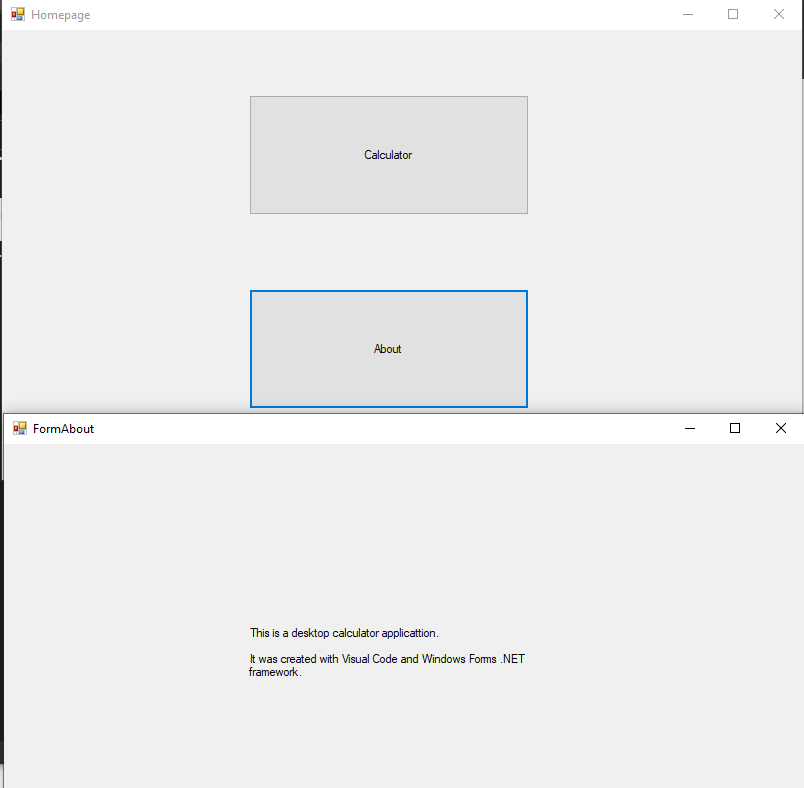 Homepage
Calculator
About
FormAbout
This is a desktop calculator applicattion.
It was created with Visual Code and Windows Forms .NET
framework.